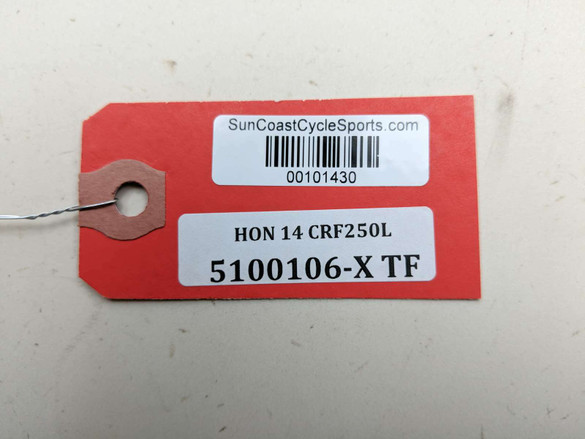 SunCoastCycleSports.com
00101430
HON 14 CRF250L
5100106-X TF